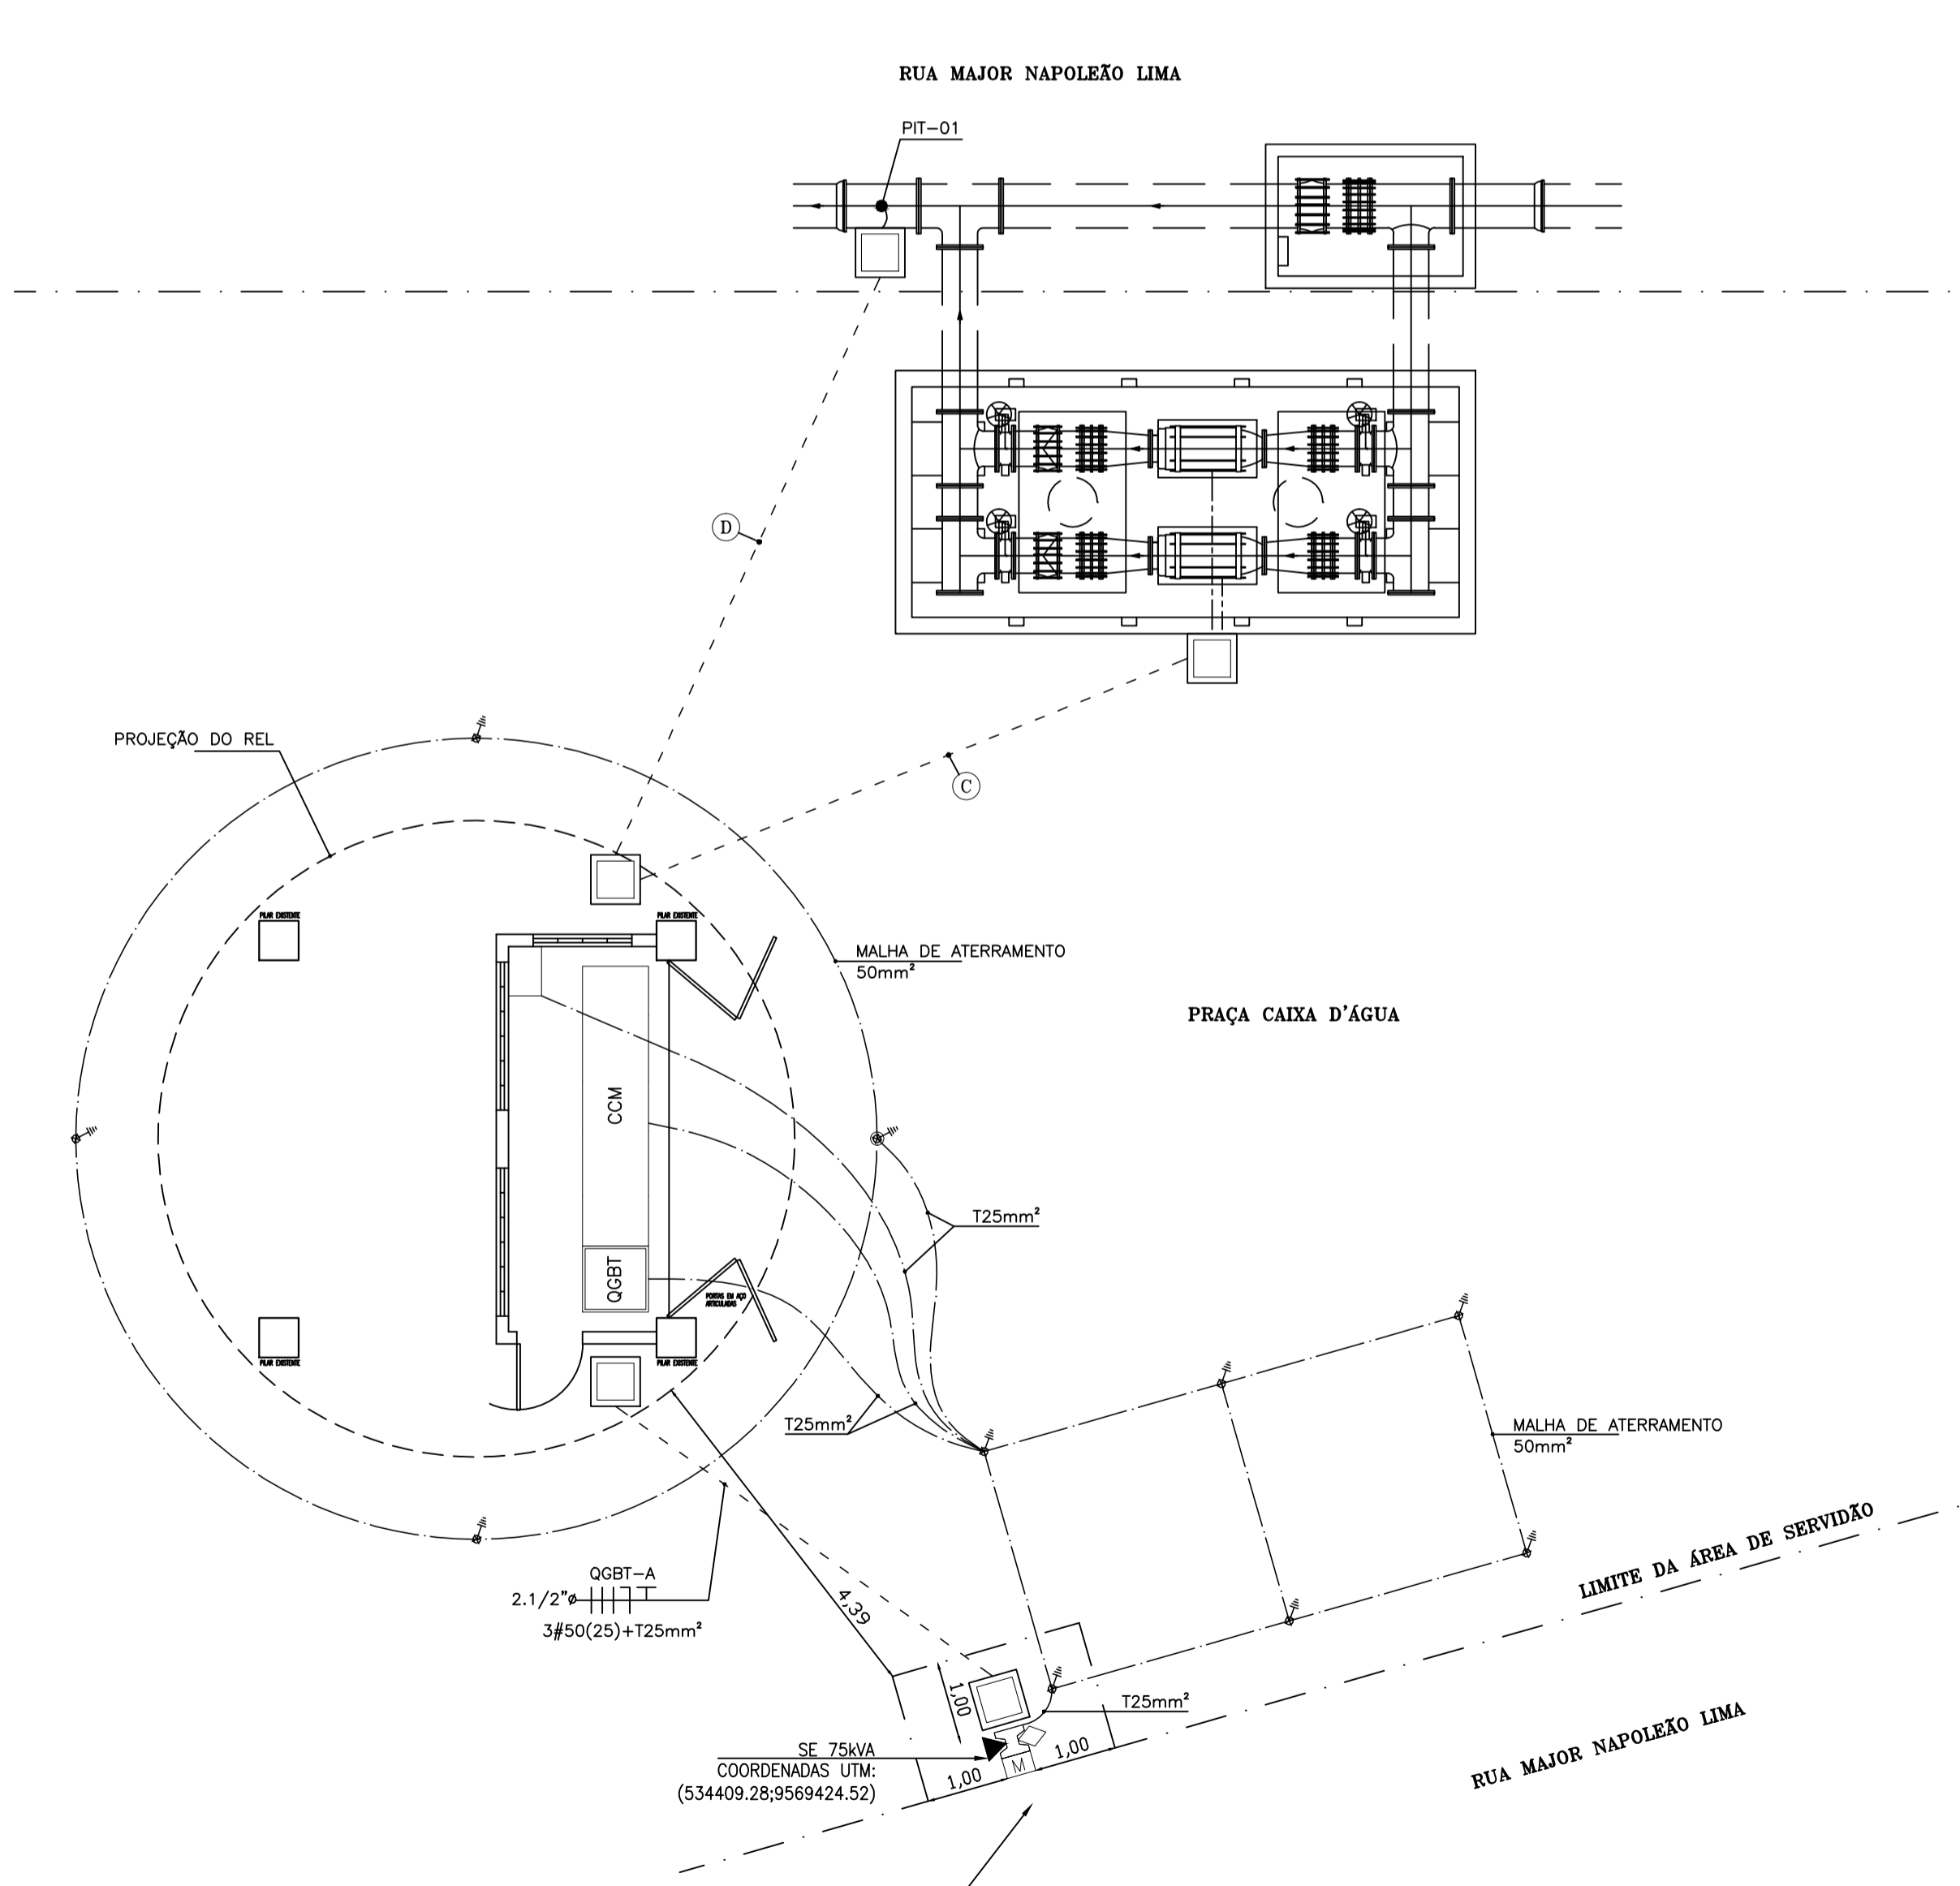 RUA MAJOR NAPOLEÃO LIMA
PIT-01
D
PROJEÇÃO DO REL
C
PILAR EXISTENTE
PILAR EXISTENTE
MALHA DE ATERRAMENTO
50mm²
PRAÇA CAIXA D'ÁGUA
CCM
T25mm²
QGBT
PORTAS EM AÇO
ARTICULADAS
PILAR EXISTENTE
PILAR EXISTENTE
T25mm²
MALHA DE ATERRAMENTO
50mm²
LIMITE DA ÁREA DE SERVIDÃO
QGBT-A
2.1/2"ø
3#50(25)+T25mm²
4,39
1,00
T25mm²
RUA MAJOR NAPOLEÃO LIMA
SE 75kVA
COORDENADAS UTM:
(534409.28;9569424.52)
1,00
M
1,00